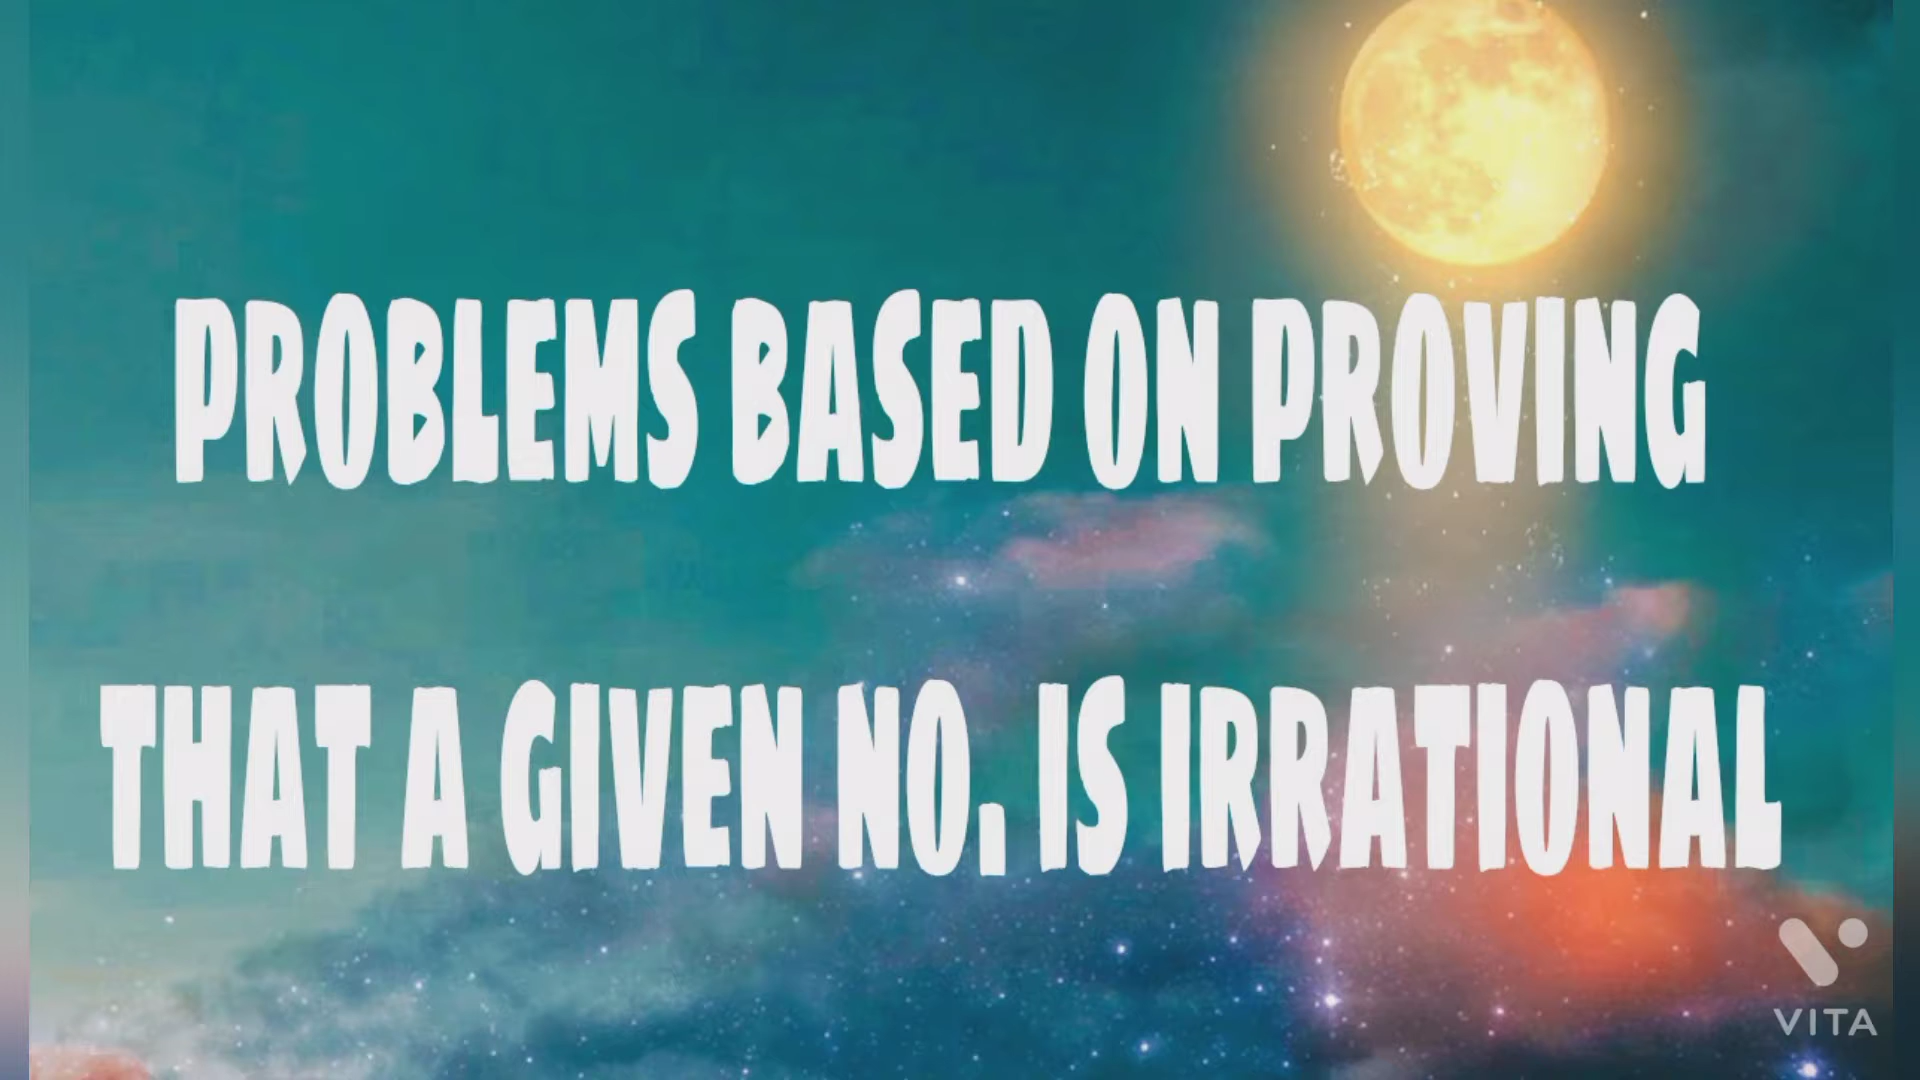 PROBLEMS BASED ON PROVING
THAT A GIVEN NO. IS IRRATIONAL
VITA